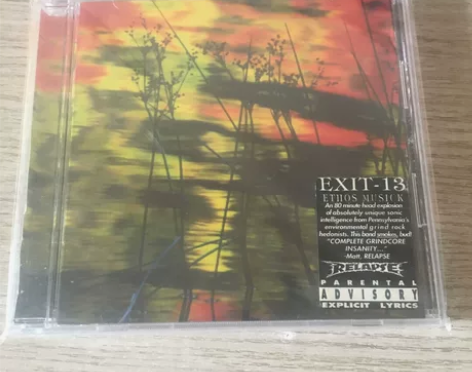 EXIT-13
ETHOS MUSICK
An 80 minute head explosion
of absolutely unique sonic
intelligence from Pennsylvania's
environmental grind rock
hedonists. This band smokes, bud!
"COMPLETE GRINDCORE
INSANITY..."
-Matt, RELAPSE
RELAPSE
PARENTAL
ADVISORY
EXPLICIT LYRICS